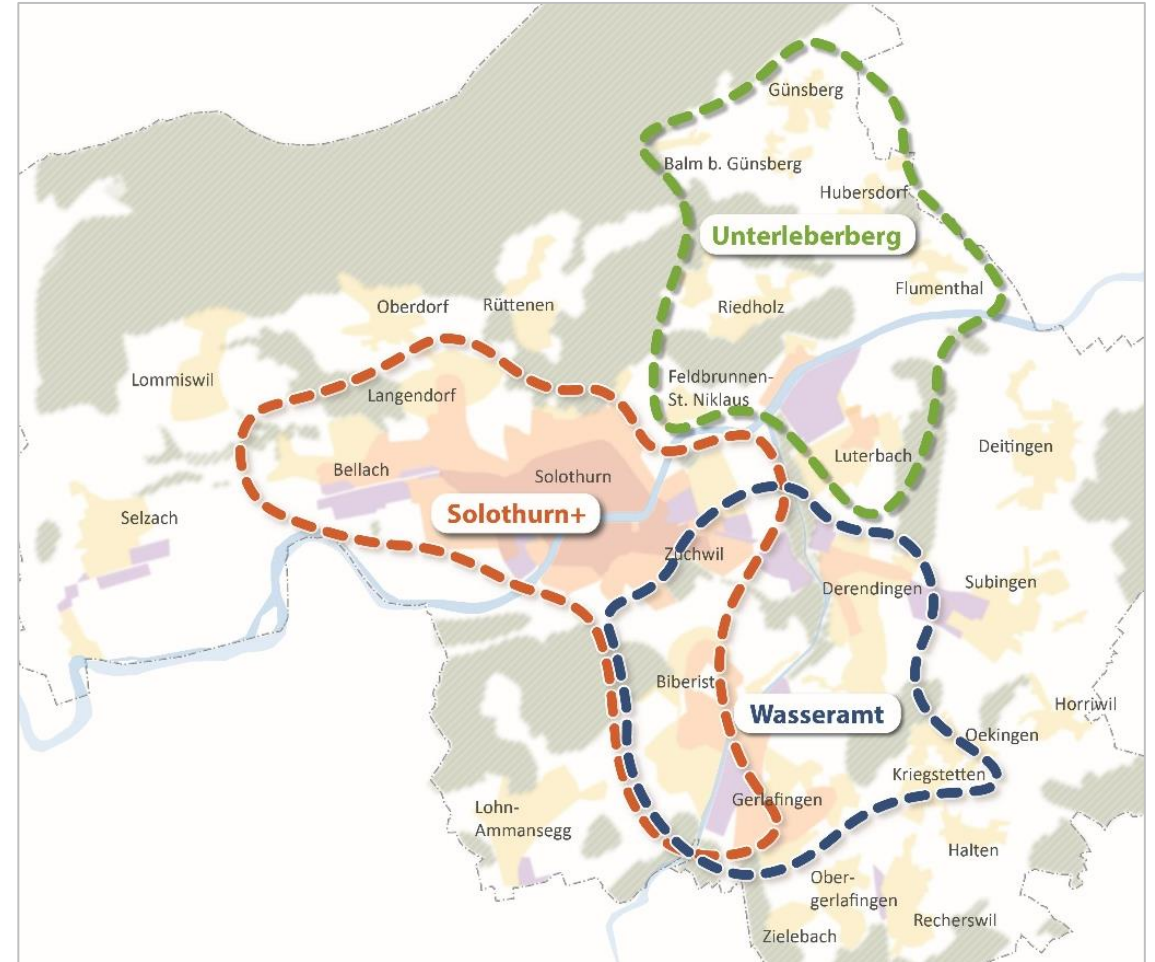 Günsberg
Balm b. Günsberg
Hubersdorf
Unterleberberg
Flumenthal
Oberdorf
Rüttenen
Riedholz
Lommiswil
Langendorf
Feldbrunnen-
St. Niklaus
Bellach
Solothurn
Luterbach
Deitingen
Selzach
Solothurn+
Zuchwil
Derendingen
Subingen
Biberist
Wasseramt
Horriwil
Oekingen
Kriegstetten
Gerlafingen
Lohn-
Ammansegg
Halten
Ober-
gerlafingen
Recherswil
Zielebach